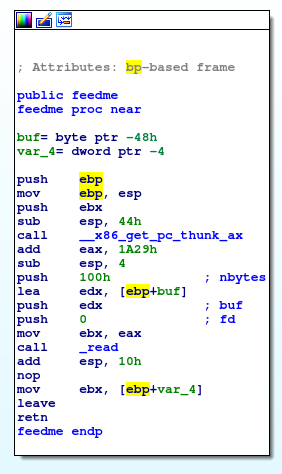 ; Attributes: bp-based frame
public feedme
feedme proc near
buf= byte ptr -48h
var_4= dword ptr -4
push ebp
mov ebp, esp
push ebx
sub esp, 44h
call __x86_get_pc_thunk_ax
add eax, 1A29h
sub esp, 4
push 100h ; nbytes
lea edx, [ebp+buf]
push edx ; buf
push 0 ; fd
mov ebx, eax
call _read
add esp, 10h
nop
mov ebx, [ebp+var_4]
leave
retn
feedme endp